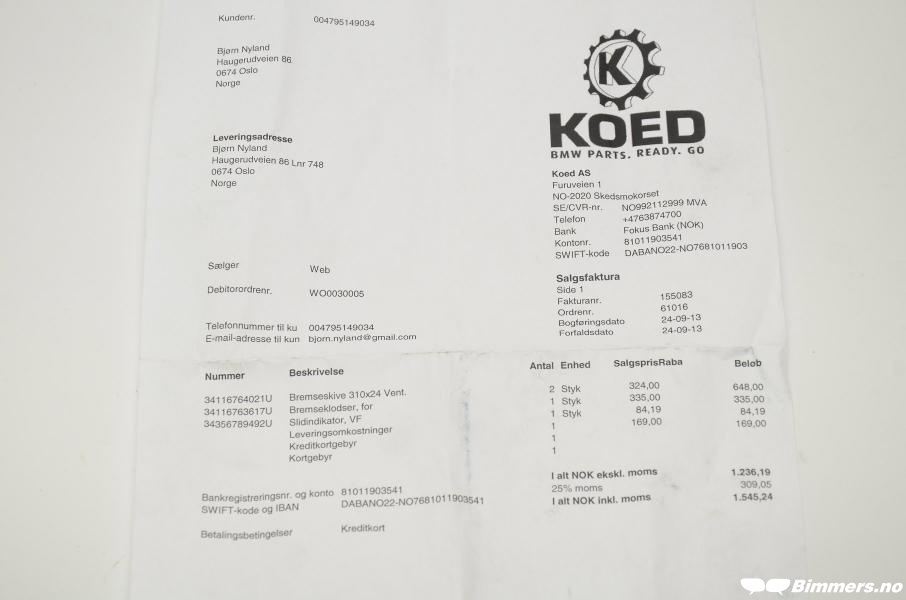 Kundenr. 004795149034
Bjørn Nyland
Haugerudveien 86
0674 Oslo
Norge
Leveringsadresse
Bjørn Nyland
Haugerudveien 86 Lnr 748
0674 Oslo
Norge
K
KOED
BMW PARTS. READY. GO
Koed AS
Furuveien 1
NO-2020 Skedsmokorset
SE/CVR-nr. NO992112999 MVA
Telefon +4763874700
Bank Fokus Bank (NOK)
Kontonr. 81011903541
SWIFT-kode DABANO22-NO7681011903
Sælger Web
Debitorordrenr. WO0030005
Telefonnummer til ku 004795149034
E-mail-adresse til kun bjorn.nyland@gmail.com
Salgsfaktura
Side 1
Fakturanr. 155083
Ordrenr. 61016
Bogføringsdato 24-09-13
Forfaldsdato 24-09-13
Nummer Beskrivelse Antal Enhed SalgsprisRaba Beløb
34116764021U Bremseskive 310x24 Vent. 2 Styk 324,00 648,00
34116763617U Bremseklodser, for 1 Styk 335,00 335,00
34356789492U Slidindikator, VF 1 Styk 84,19 84,19
Leveringsomkostninger 1 169,00 169,00
Kreditkortgebyr 1
Kortgebyr 1
I alt NOK ekskl. moms 1.236,19
25% moms 309,05
I alt NOK inkl. moms 1.545,24
Bankregistreringsnr. og konto 81011903541
SWIFT-kode og IBAN DABANO22-NO7681011903541
Betalingsbetingelser Kreditkort
Bimmers.no